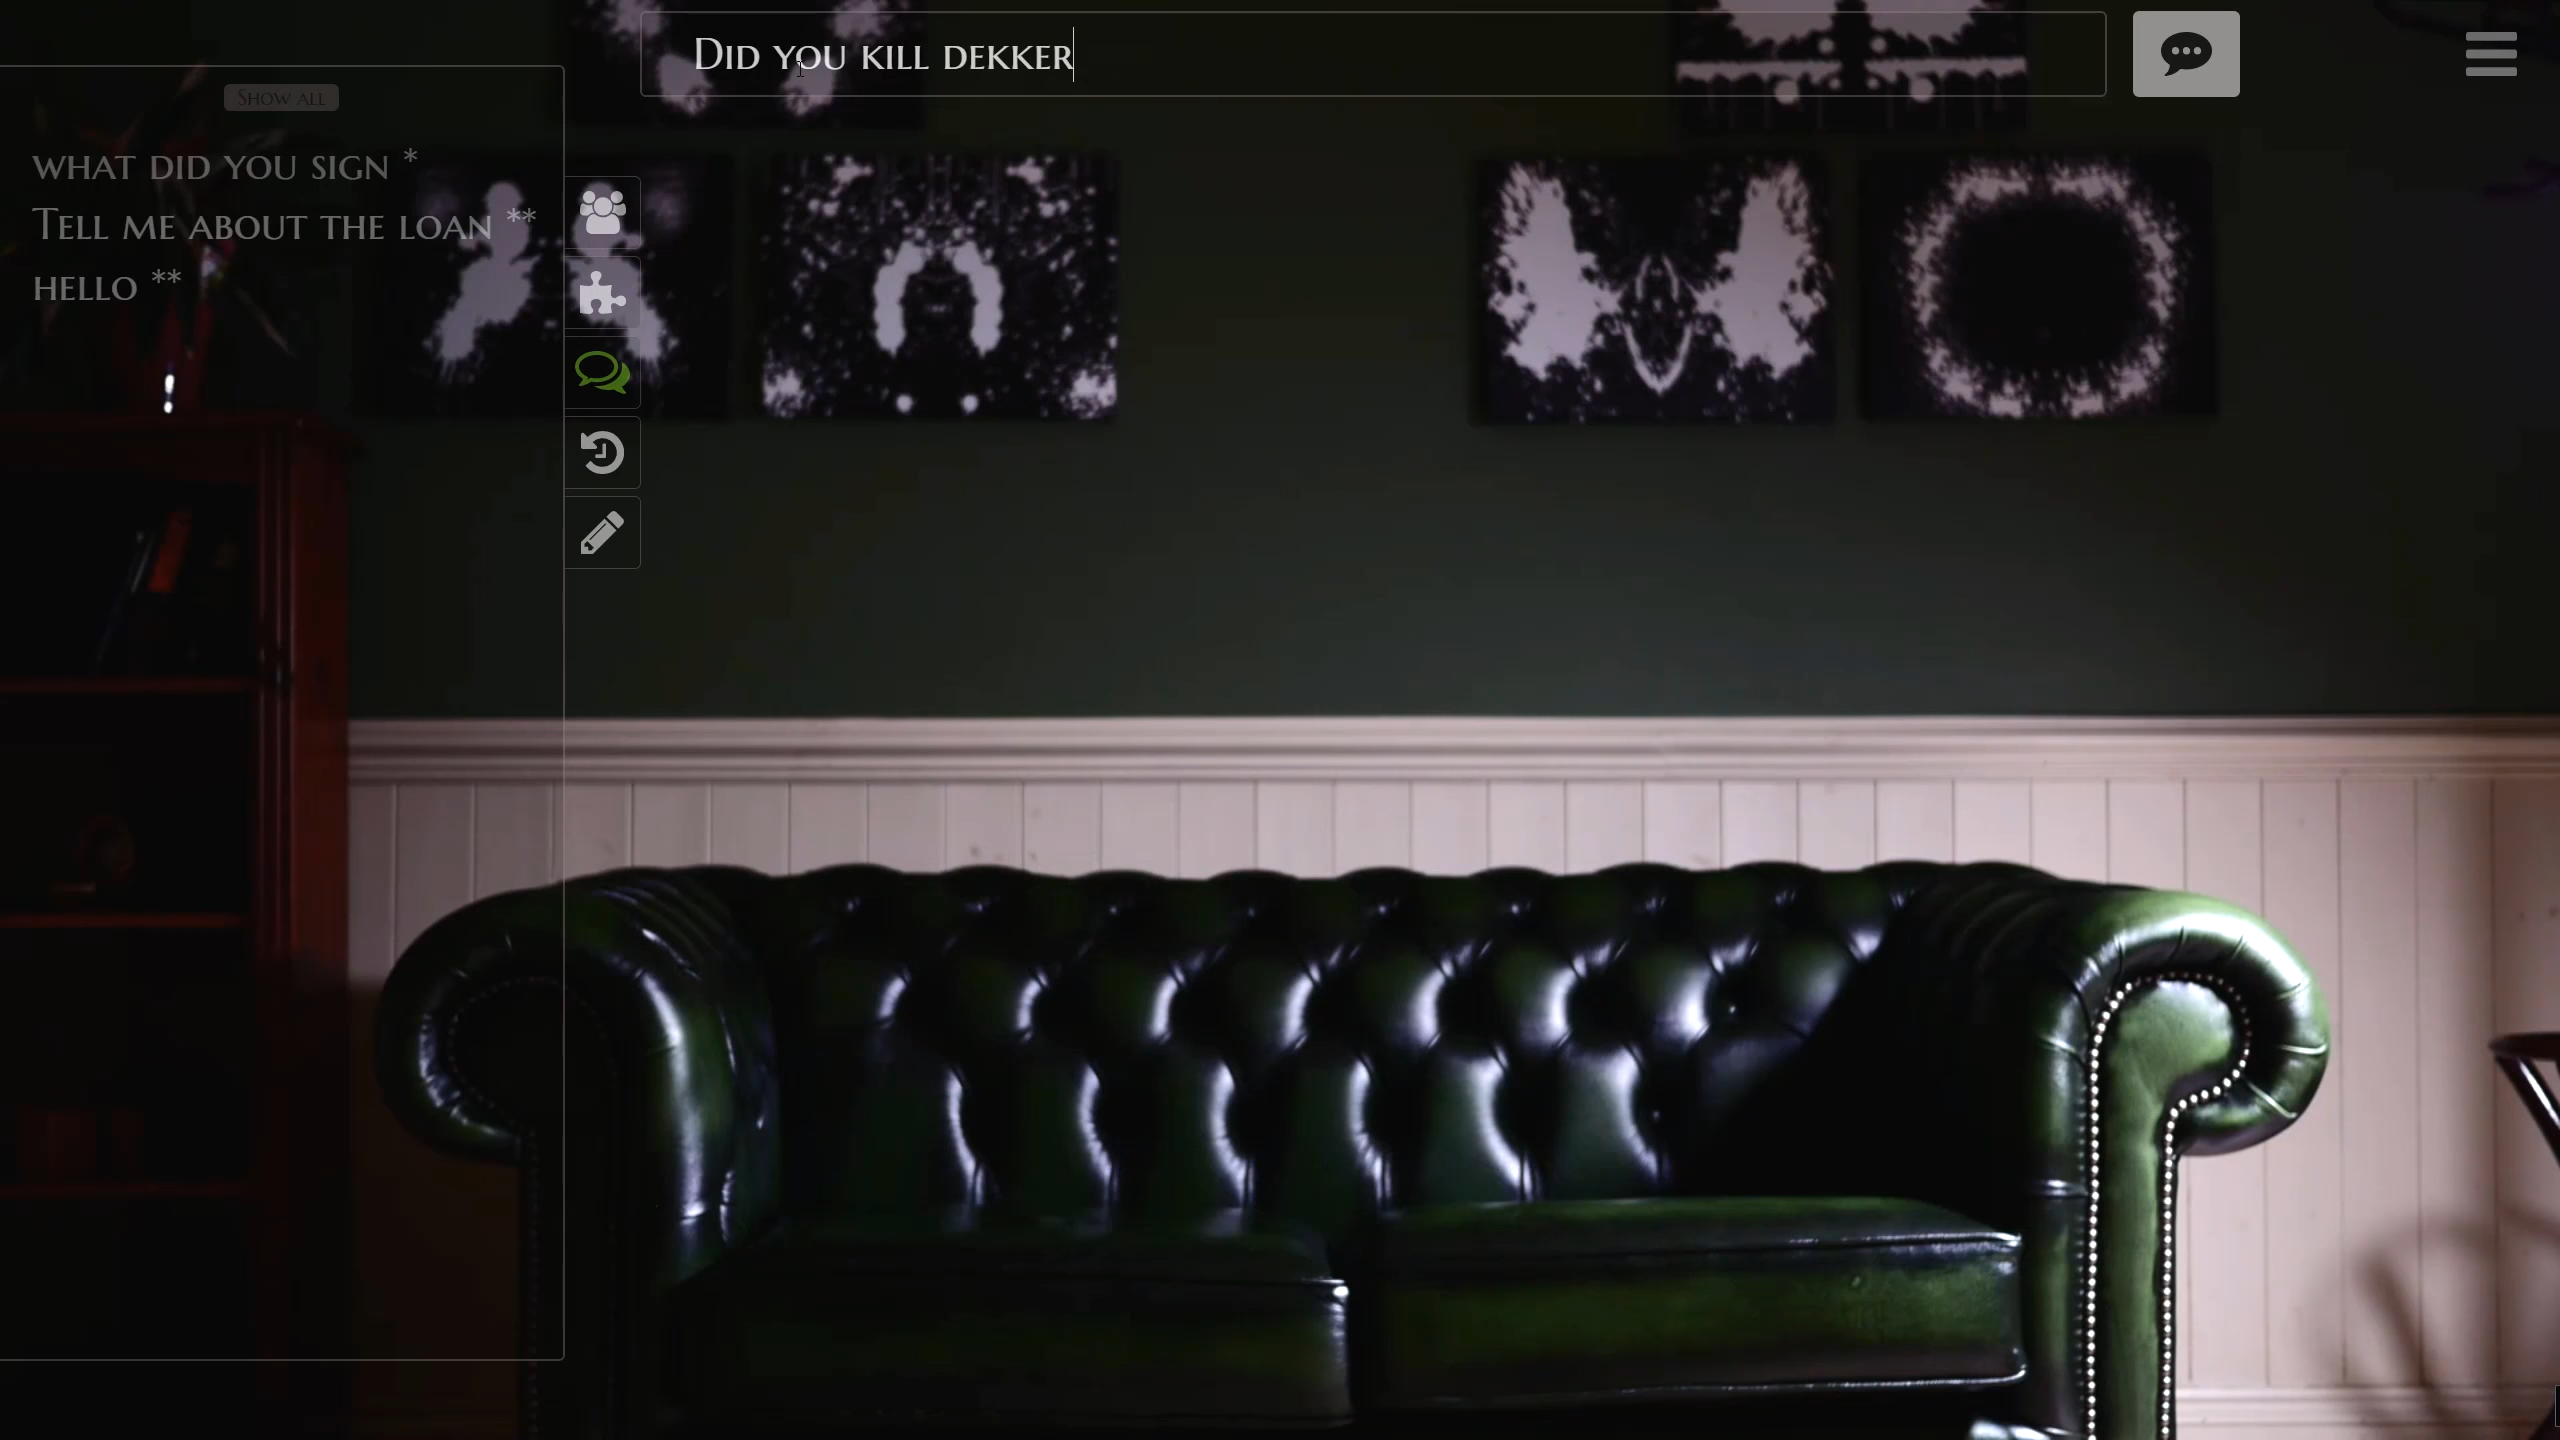 Did you kill dekker
Show all
what did you sign *
Tell me about the loan **
hello **